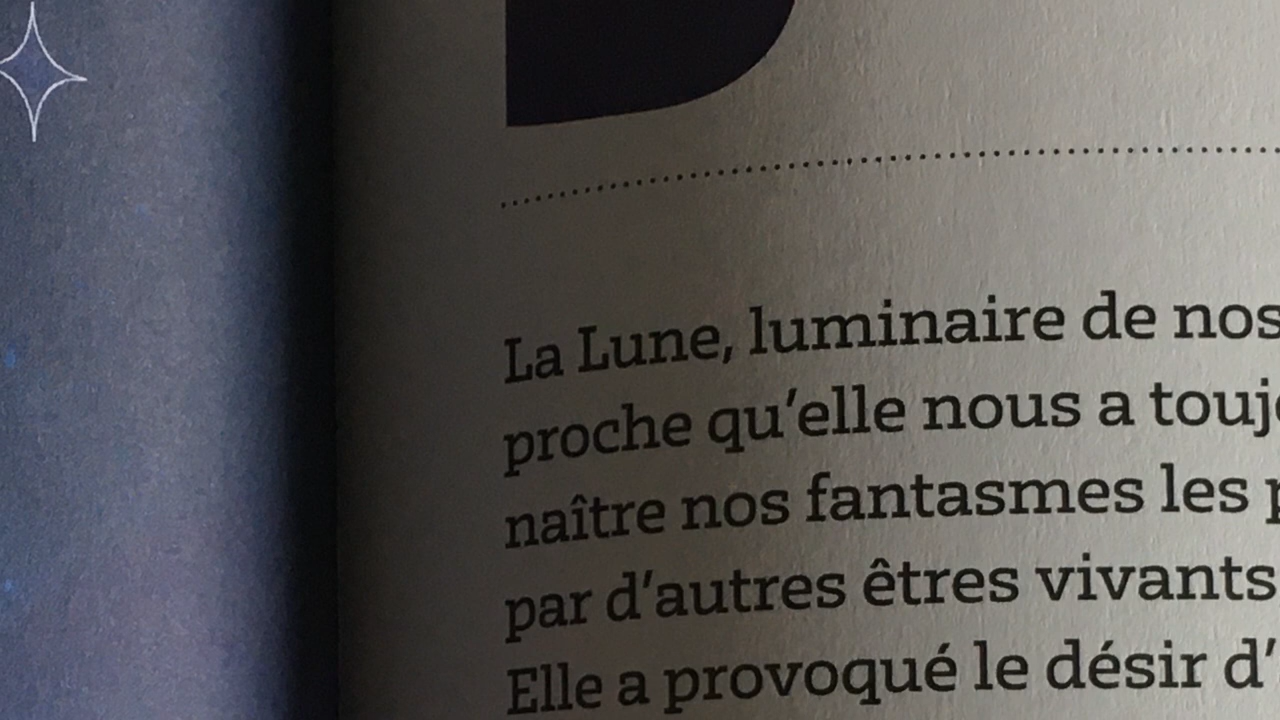 La Lune, luminaire de nos
proche qu'elle nous a
naître nos fantasmes les
par d'autres êtres vivants
Elle a provoqué le désir d'